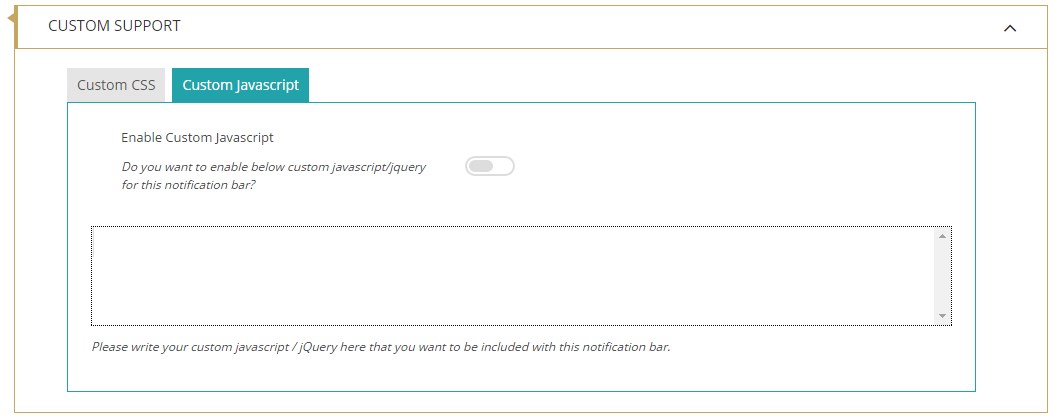 CUSTOM SUPPORT
Custom CSS Custom Javascript
Enable Custom Javascript
Do you want to enable below custom javascript/jquery
for this notification bar?
Please write your custom javascript / jQuery here that you want to be included with this notification bar.